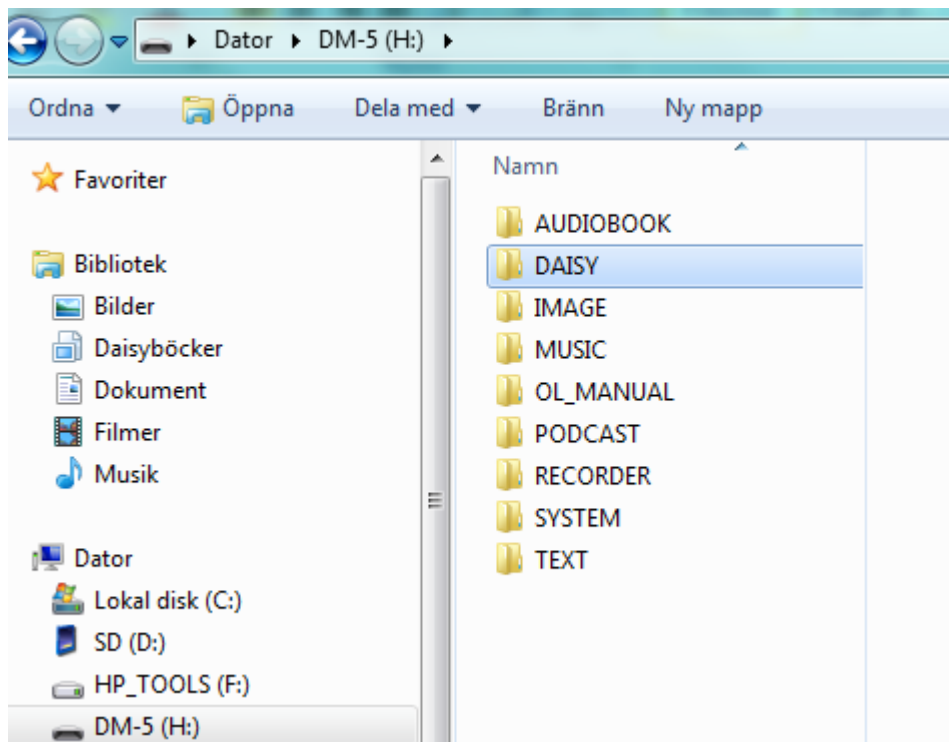 Dator DM-5 (H:)
Ordna Öppna Dela med Bränn Ny mapp
Favoriter
Bibliotek
Bilder
Daisyböcker
Dokument
Filmer
Musik
Dator
Lokal disk (C:)
SD (D:)
HP_TOOLS (F:)
DM-5 (H:)
Namn
AUDIOBOOK
DAISY
IMAGE
MUSIC
OL_MANUAL
PODCAST
RECORDER
SYSTEM
TEXT